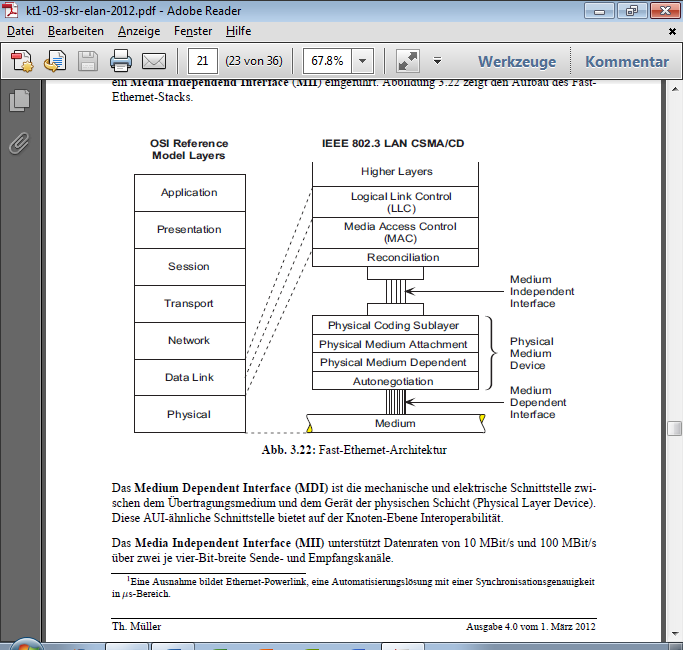 kt1-03-skr-elan-2012.pdf - Adobe Reader
Datei Bearbeiten Anzeige Fenster Hilfe
21 (23 von 36) 67.8% Werkzeuge Kommentar
ein Media Independend Interface (MII) eingeführt. Abbildung 3.22 zeigt den Aufbau des Fast-
Ethernet-Stacks.
OSI Reference
Model Layers
Application
Presentation
Session
Transport
Network
Data Link
Physical
IEEE 802.3 LAN CSMA/CD
Higher Layers
Logical Link Control
(LLC)
Media Access Control
(MAC)
Reconciliation
Medium
Independent
Interface
Physical Coding Sublayer
Physical Medium Attachment
Physical Medium Dependent
Autonegotiation
Physical
Medium
Device
Medium
Dependent
Interface
Medium
Abb. 3.22: Fast-Ethernet-Architektur
Das Medium Dependent Interface (MDI) ist die mechanische und elektrische Schnittstelle zwi-
schen dem Übertragungsmedium und dem Gerät der physischen Schicht (Physical Layer Device).
Diese AUI-ähnliche Schnittstelle bietet auf der Knoten-Ebene Interoperabilität.
Das Media Independent Interface (MII) unterstützt Datenraten von 10 MBit/s und 100 MBit/s
über zwei je vier-Bit-breite Sende- und Empfangskanäle.
1Eine Ausnahme bildet Ethernet-Powerlink, eine Automatisierungslösung mit einer Synchronisationsgenauigkeit
in µs-Bereich.
Th. Müller Ausgabe 4.0 vom 1. März 2012